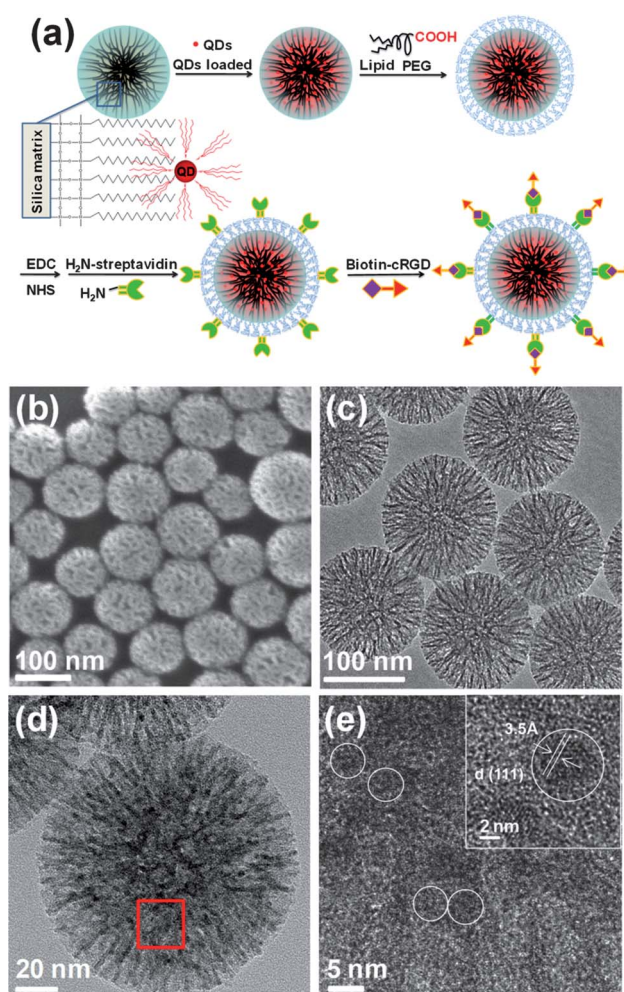 (a)
QDs
QDs loaded
COOH
Lipid PEG
Silica matrix
QD
EDC
NHS
H₂N-streptavidin
H₂N
Biotin-cRGD
(b)
100 nm
(c)
100 nm
(d)
20 nm
(e)
3.5A
d (111)
2 nm
5 nm